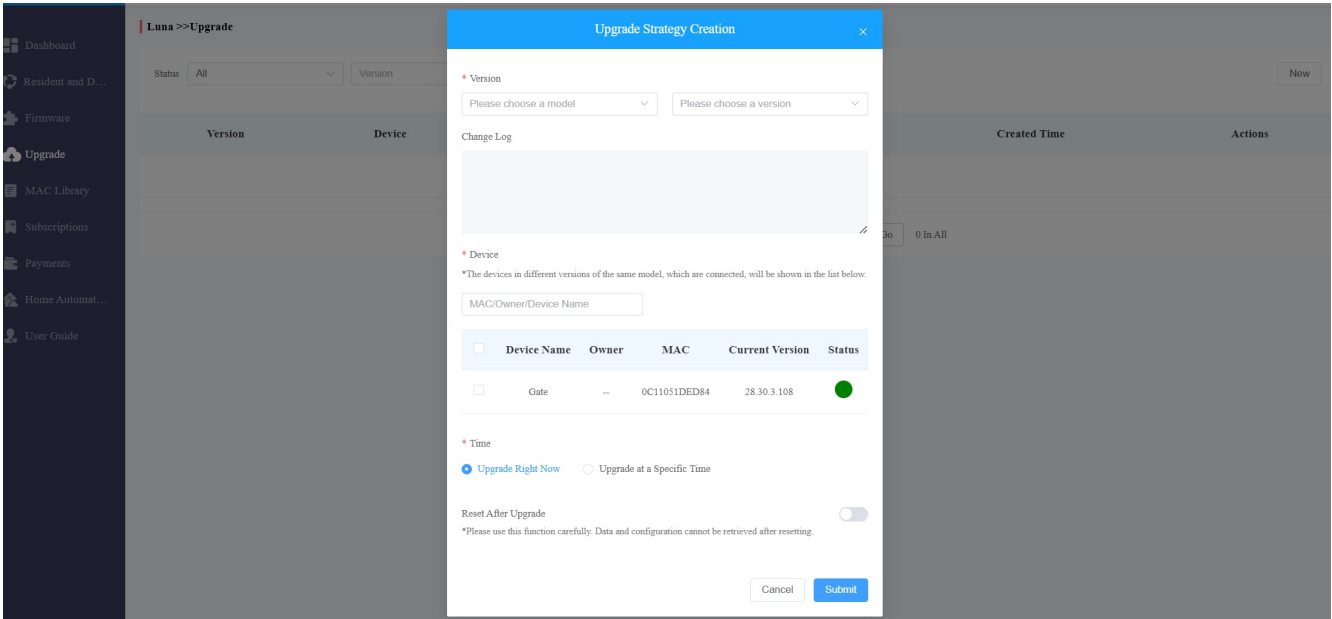 Luna >>Upgrade
Dashboard
Resident and D...
Firmware
Upgrade
MAC Library
Subscriptions
Payments
Home Automat...
User Guide
Status All Version New
Version Device Created Time Actions
Go 0 In All
Upgrade Strategy Creation ×
* Version
Please choose a model Please choose a version
Change Log
* Device
*The devices in different versions of the same model, which are connected, will be shown in the list below.
MAC/Owner/Device Name
Device Name Owner MAC Current Version Status
Gate -- 0C11051DED84 28.30.3.108
* Time
Upgrade Right Now Upgrade at a Specific Time
Reset After Upgrade
*Please use this function carefully. Data and configuration cannot be retrieved after resetting.
Cancel Submit